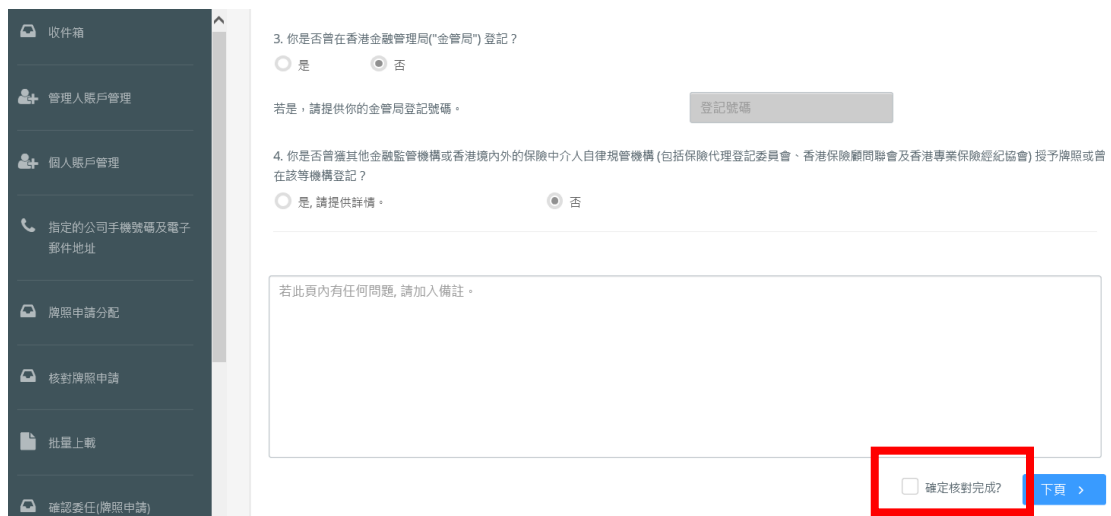 收件箱
管理人賬戶管理
個人賬戶管理
指定的公司手機號碼及電子
郵件地址
牌照申請分配
核對牌照申請
批量上載
確認委任(牌照申請)
3. 你是否曾在香港金融管理局("金管局") 登記？
是 否
若是，請提供你的金管局登記號碼。 登記號碼
4. 你是否曾獲其他金融監管機構或香港境內外的保險中介人自律規管機構 (包括保險代理登記委員會、香港保險顧問聯會及香港專業保險經紀協會) 授予牌照或曾
在該等機構登記？
是, 請提供詳情。 否
若此頁內有任何問題, 請加入備註。
確定核對完成? 下頁 >